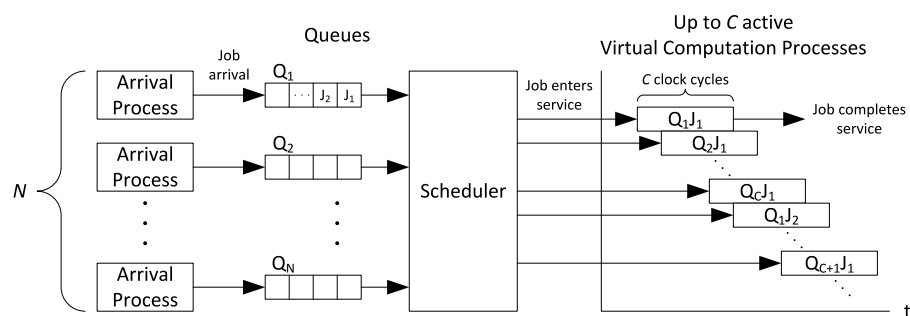 Up to C active
Virtual Computation Processes
Queues
Job
arrival
Arrival
Process
Q1
... J2 J1
Job enters
service
C clock cycles
Q1J1
Job completes
service
Q2J1
Arrival
Process
Q2
N
Scheduler
QCJ1
Q1J2
Arrival
Process
QN
QC+1J1
t